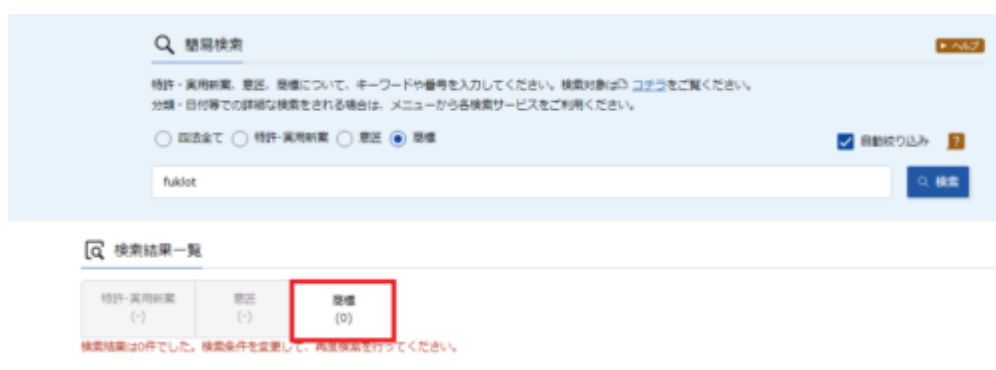 簡易検索
ヘルプ
特許・実用新案、意匠、商標について、キーワードや番号を入力してください。検索対象は コチラをご覧ください。
分類・日付等での詳細な検索をされる場合は、メニューから各検索サービスをご利用ください。
四法全て 特許・実用新案 意匠 商標 自動絞り込み ?
fuklot 検索
検索結果一覧
特許・実用新案 意匠 商標
(-) (-) (0)
検索結果は0件でした。検索条件を変更して、再度検索を行ってください。